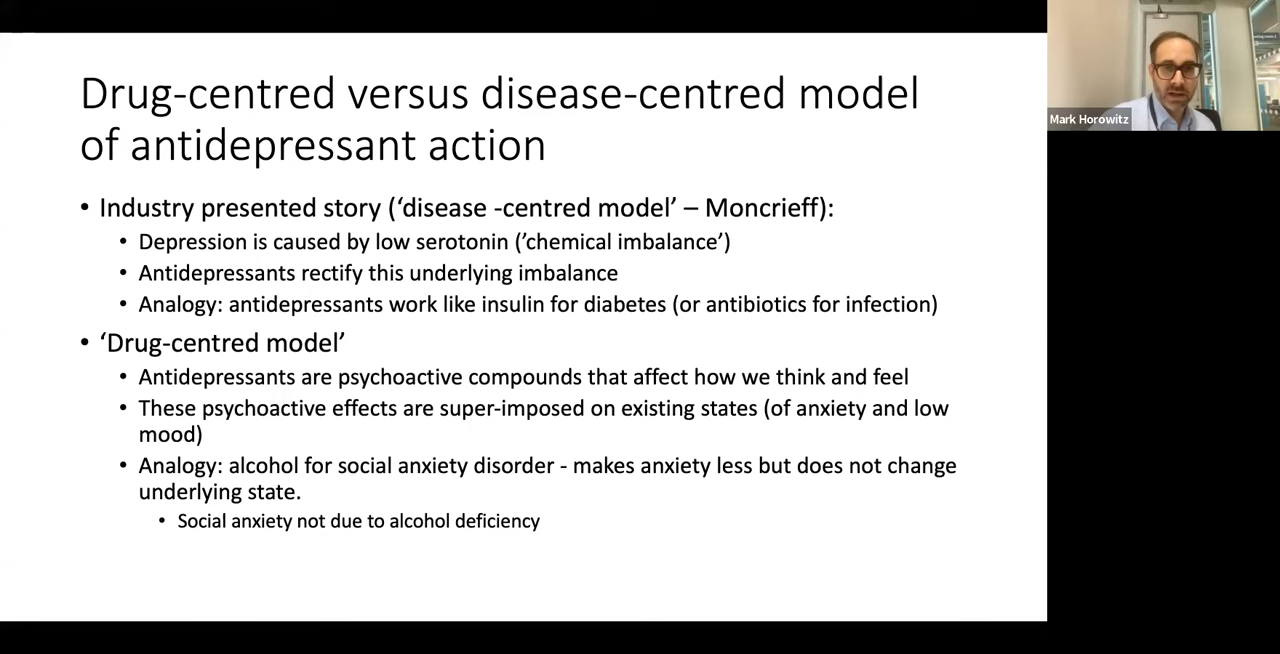 Drug-centred versus disease-centred model
of antidepressant action
• Industry presented story (‘disease -centred model’ – Moncrieff):
• Depression is caused by low serotonin (’chemical imbalance’)
• Antidepressants rectify this underlying imbalance
• Analogy: antidepressants work like insulin for diabetes (or antibiotics for infection)
• ‘Drug-centred model’
• Antidepressants are psychoactive compounds that affect how we think and feel
• These psychoactive effects are super-imposed on existing states (of anxiety and low
mood)
• Analogy: alcohol for social anxiety disorder - makes anxiety less but does not change
underlying state.
• Social anxiety not due to alcohol deficiency
Mark Horowitz